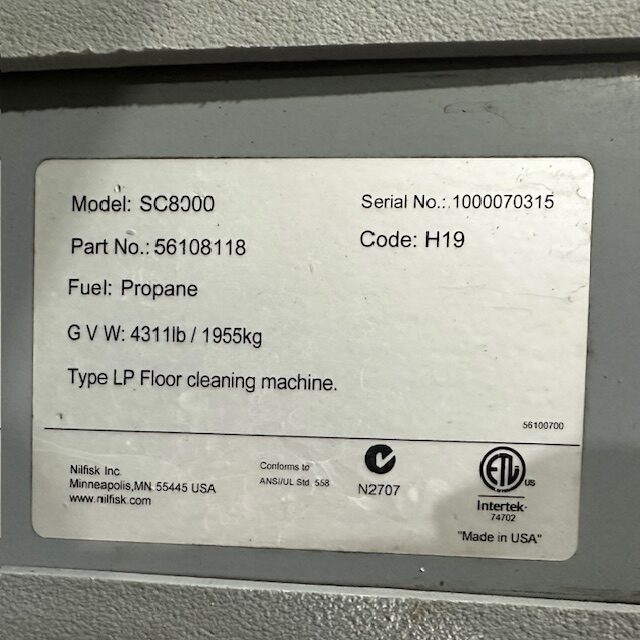 Model: SC8000
Serial No.: 1000070315
Part No.: 56108118
Code: H19
Fuel: Propane
G V W: 4311lb / 1955kg
Type LP Floor cleaning machine.
56100700
Nilfisk Inc.
Minneapolis,MN 55445 USA
www.nilfisk.com
Conforms to
ANSI/UL Std 558
N2707
ETL US
Intertek
74702
"Made in USA"